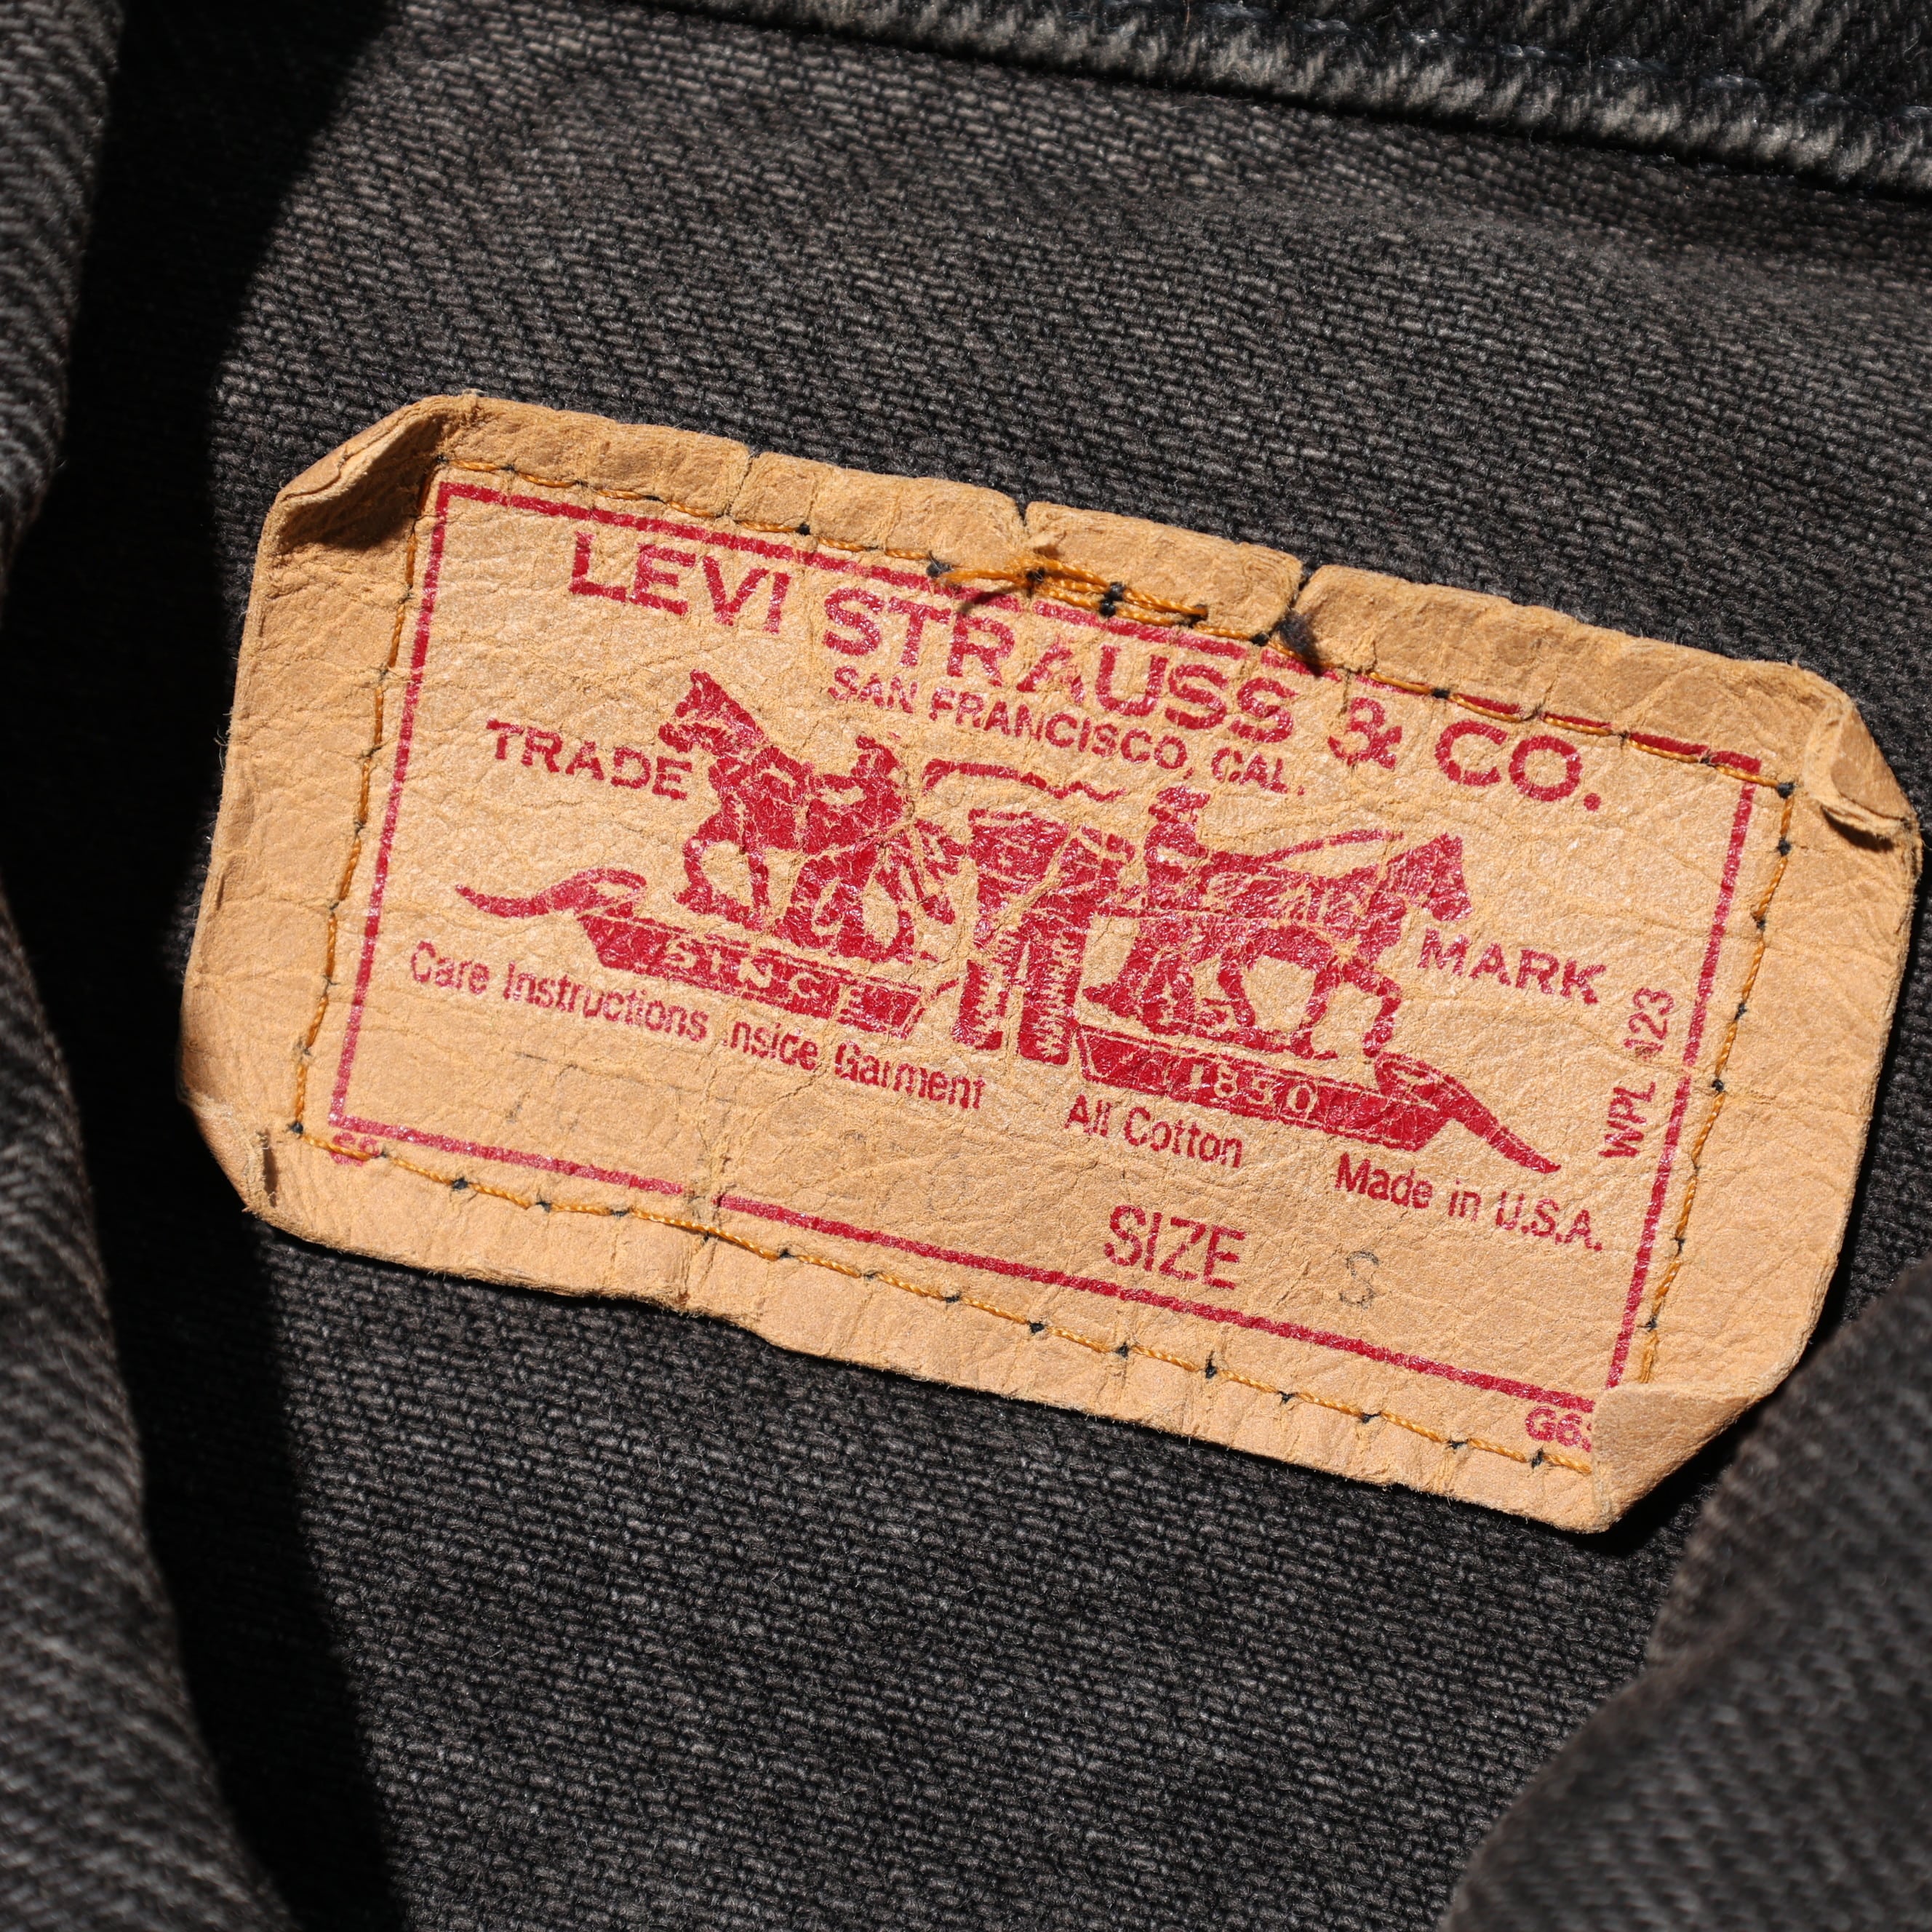 LEVI STRAUSS & CO.
SAN FRANCISCO, CAL.
TRADE MARK
SINCE 1850
Care Instructions Inside Garment All Cotton Made in U.S.A.
WPL 423
SIZE S